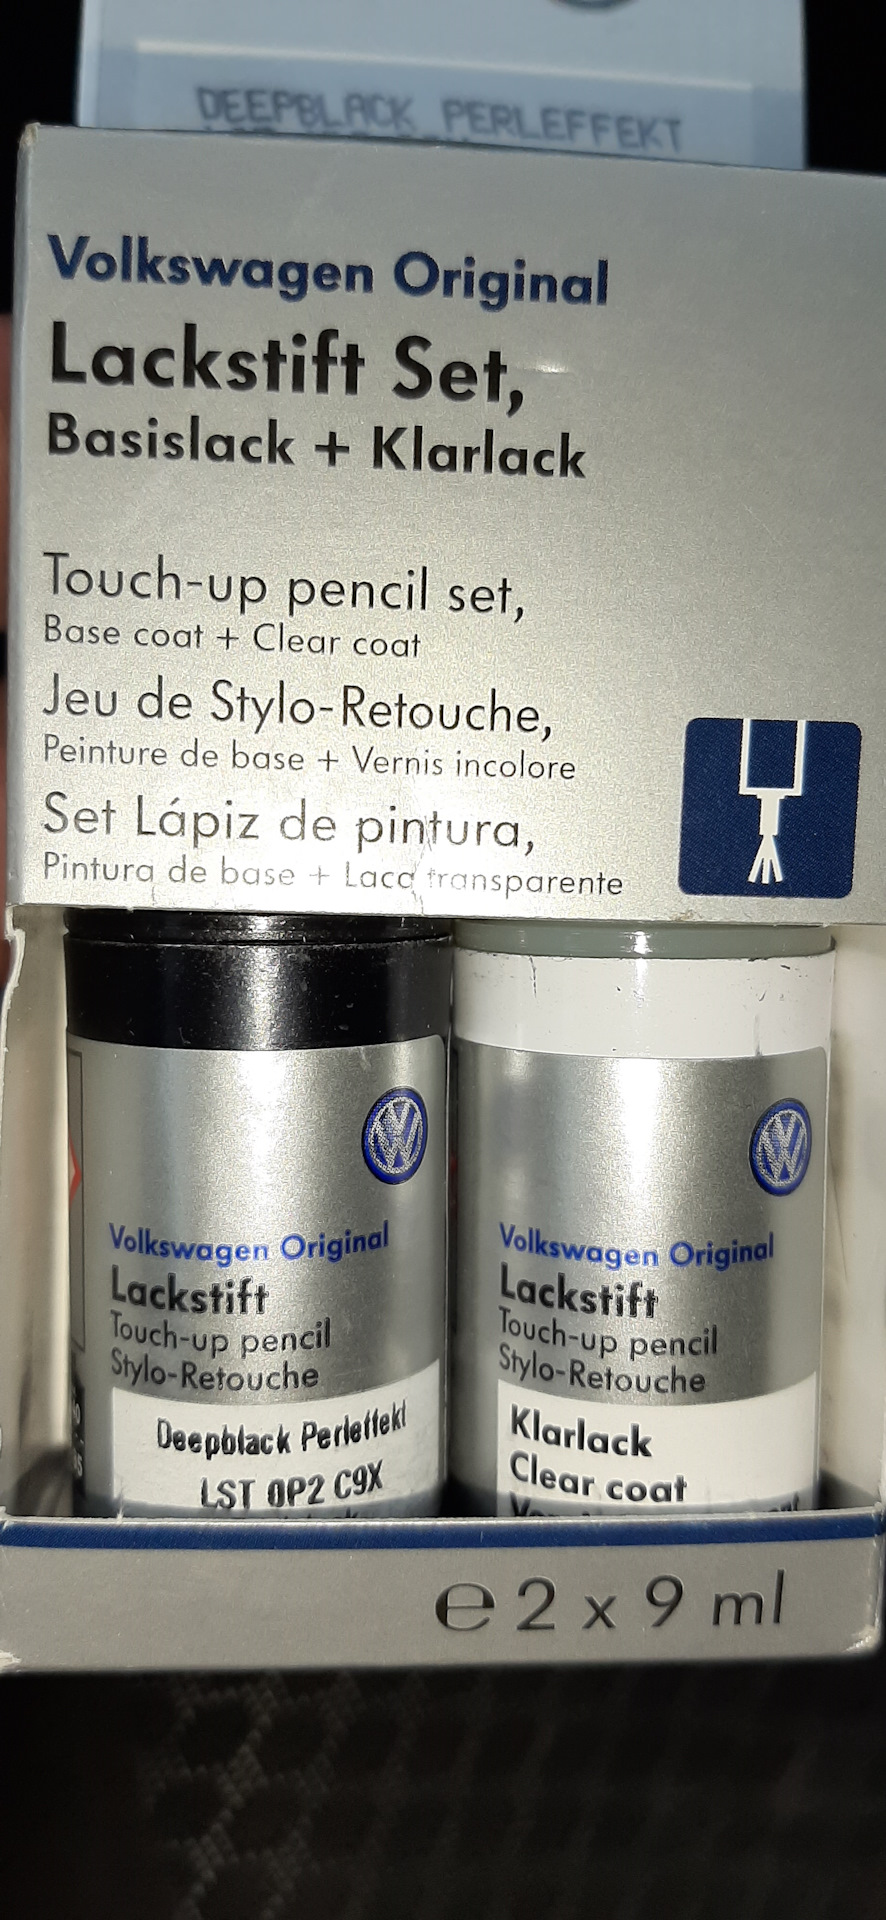 DEEPBLACK PERLEFFEKT
Volkswagen Original
Lackstift Set,
Basislack + Klarlack
Touch-up pencil set,
Base coat + Clear coat
Jeu de Stylo-Retouche,
Peinture de base + Vernis incolore
Set Lápiz de pintura,
Pintura de base + Laca transparente
Volkswagen Original
Lackstift
Touch-up pencil
Stylo-Retouche
Deepblack Perleffekt
LST 0P2 C9X
Volkswagen Original
Lackstift
Touch-up pencil
Stylo-Retouche
Klarlack
Clear coat
e 2 x 9 ml